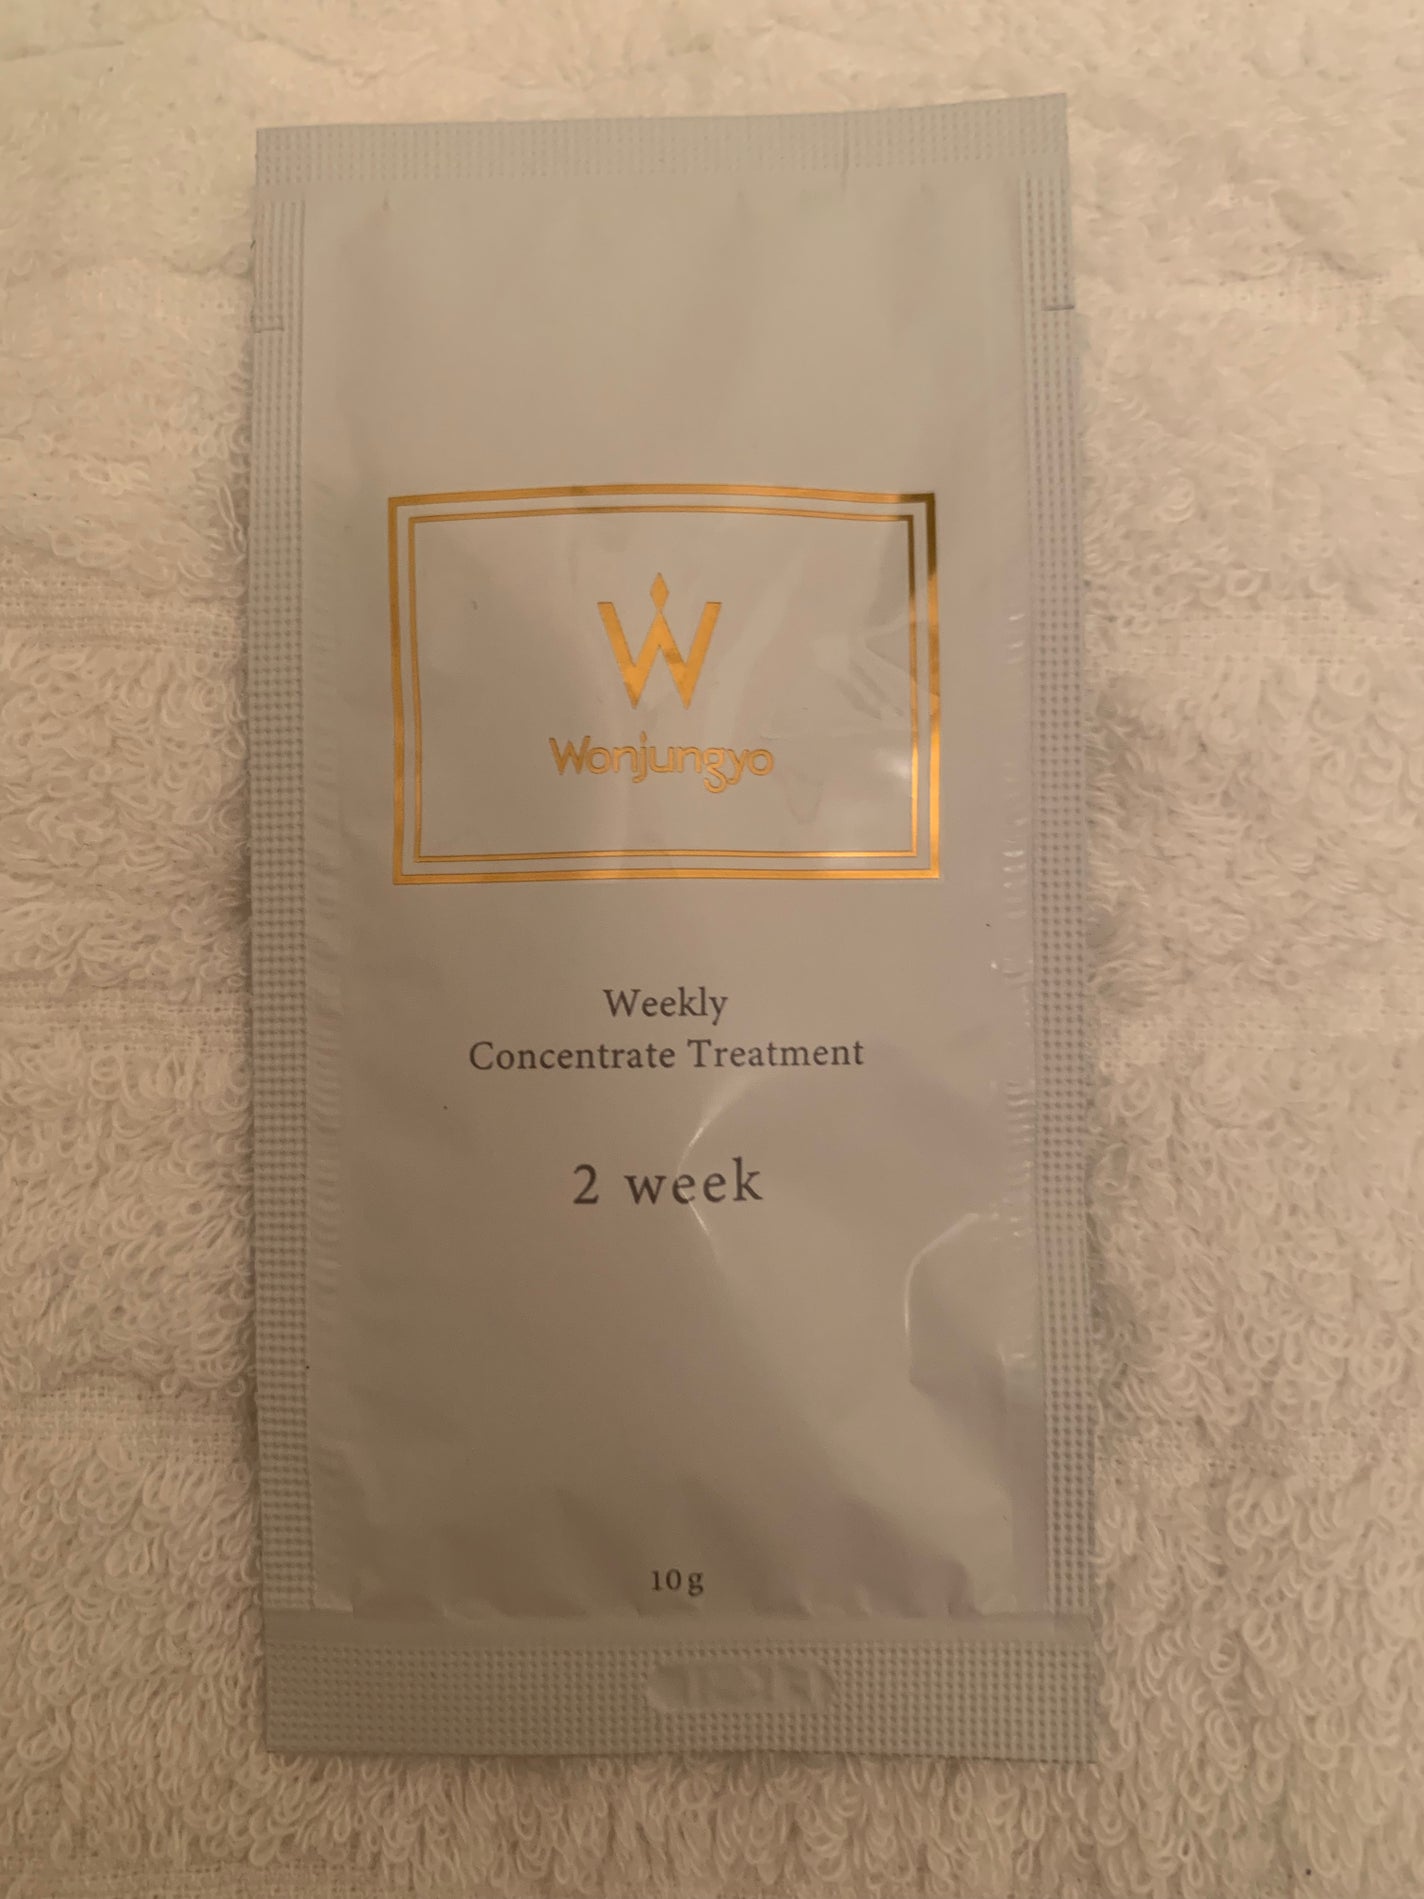 W
Wonjungyo
Weekly
Concentrate Treatment
2 week
10g